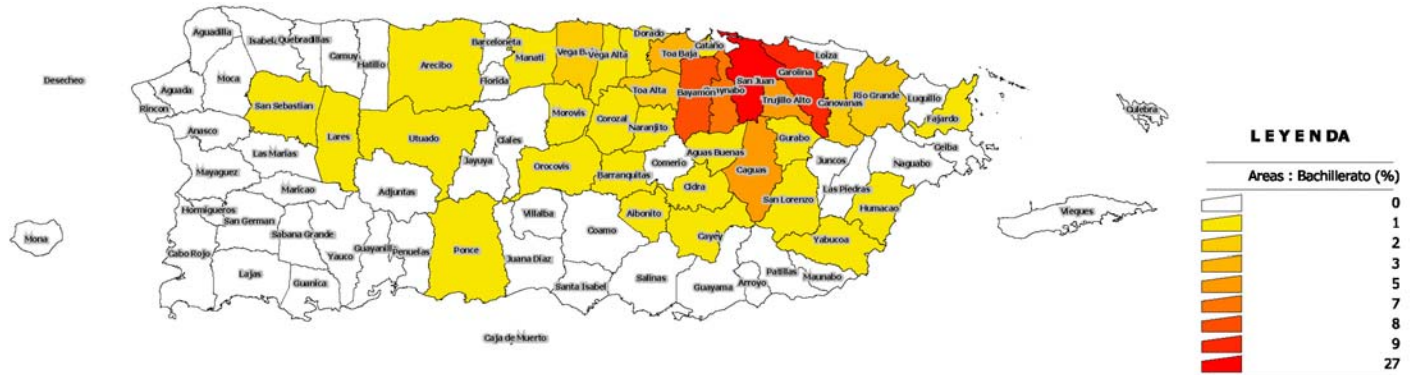 Aguadilla
Isabela
Quebradillas
Camuy
Hatillo
Arecibo
Barceloneta
Manati
Vega Baja
Vega Alta
Dorado
Toa Baja
Cataño
San Juan
Carolina
Loiza
Desecheo
Moca
Aguada
Rincon
San Sebastian
Lares
Utuado
Florida
Ciales
Morovis
Corozal
Toa Alta
Naranjito
Bayamon
Guaynabo
Trujillo Alto
Canovanas
Rio Grande
Luquillo
Fajardo
Culebra
Anasco
Las Marias
Mayaguez
Maricao
Adjuntas
Jayuya
Orocovis
Barranquitas
Comerio
Aguas Buenas
Gurabo
Caguas
Juncos
Naguabo
Ceiba
Cidra
San Lorenzo
Las Piedras
Humacao
Hormigueros
San German
Sabana Grande
Cabo Rojo
Lajas
Guanica
Yauco
Guayanilla
Penuelas
Ponce
Villalba
Juana Diaz
Coamo
Aibonito
Cayey
Yabucoa
Santa Isabel
Salinas
Guayama
Arroyo
Patillas
Maunabo
Vieques
Mona
Caja de Muerto
LEYENDA
Areas : Bachillerato (%)
0
1
2
3
5
7
8
9
27